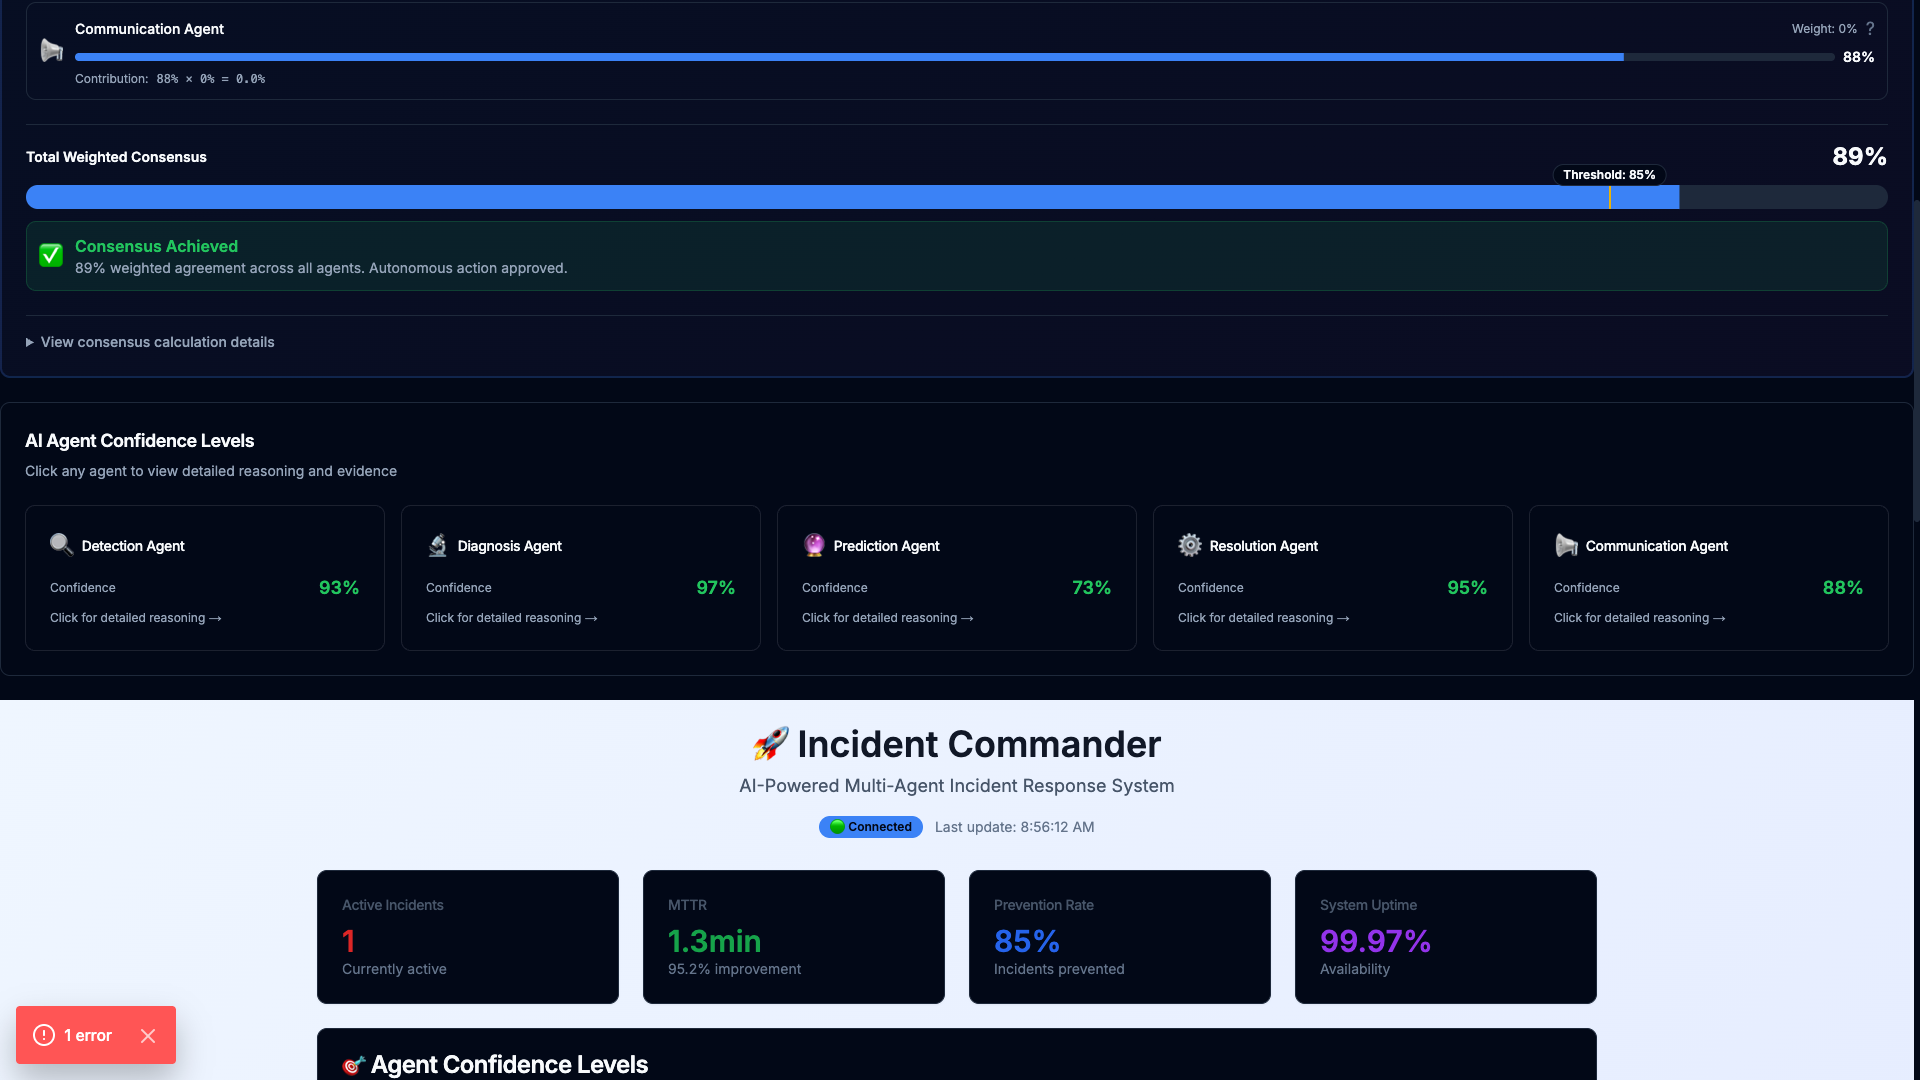 Communication Agent
Weight: 0% ?
88%
Contribution: 88% × 0% = 0.0%
Total Weighted Consensus
89%
Threshold: 85%
Consensus Achieved
89% weighted agreement across all agents. Autonomous action approved.
View consensus calculation details
AI Agent Confidence Levels
Click any agent to view detailed reasoning and evidence
Detection Agent
Confidence 93%
Click for detailed reasoning →
Diagnosis Agent
Confidence 97%
Click for detailed reasoning →
Prediction Agent
Confidence 73%
Click for detailed reasoning →
Resolution Agent
Confidence 95%
Click for detailed reasoning →
Communication Agent
Confidence 88%
Click for detailed reasoning →
Incident Commander
AI-Powered Multi-Agent Incident Response System
Connected Last update: 8:56:12 AM
Active Incidents
1
Currently active
MTTR
1.3min
95.2% improvement
Prevention Rate
85%
Incidents prevented
System Uptime
99.97%
Availability
1 error
Agent Confidence Levels